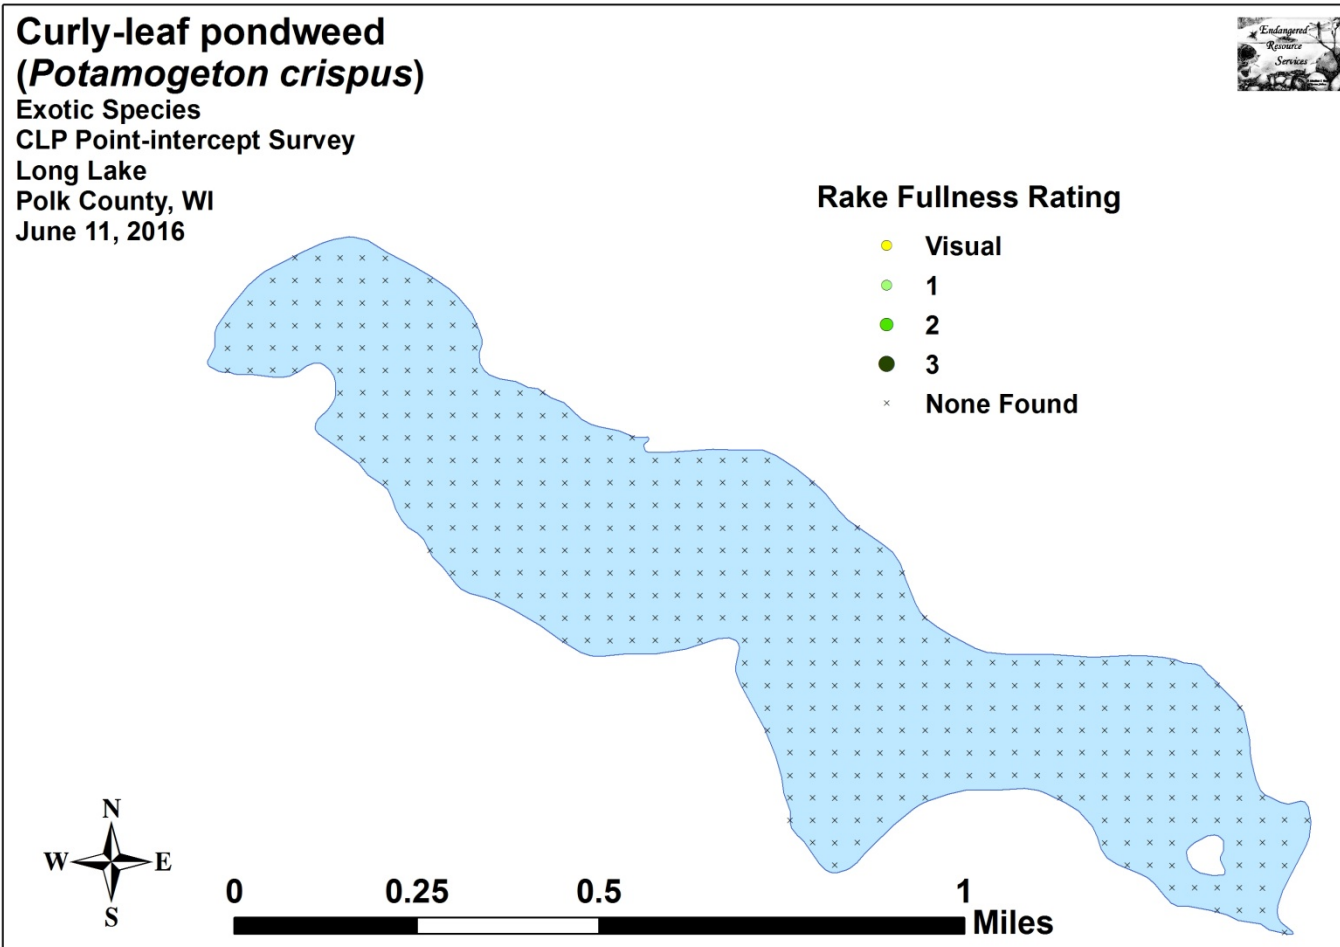 Curly-leaf pondweed
(Potamogeton crispus)
Exotic Species
CLP Point-intercept Survey
Long Lake
Polk County, WI
June 11, 2016
Endangered
Resource
Services
Rake Fullness Rating
Visual
1
2
3
None Found
N
W E
S
0 0.25 0.5 1
Miles